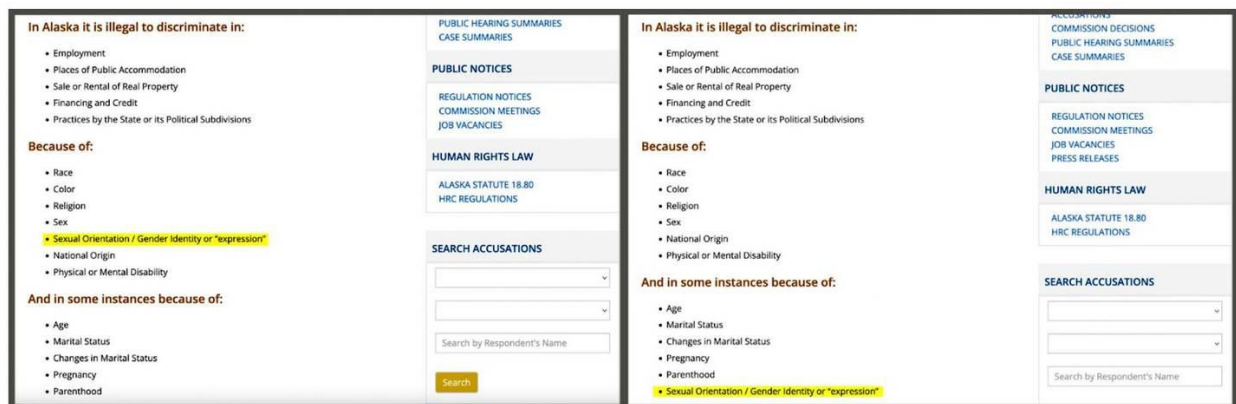 In Alaska it is illegal to discriminate in:
• Employment
• Places of Public Accommodation
• Sale or Rental of Real Property
• Financing and Credit
• Practices by the State or its Political Subdivisions
Because of:
• Race
• Color
• Religion
• Sex
• Sexual Orientation / Gender Identity or "expression"
• National Origin
• Physical or Mental Disability
And in some instances because of:
• Age
• Marital Status
• Changes in Marital Status
• Pregnancy
• Parenthood
PUBLIC HEARING SUMMARIES
CASE SUMMARIES
PUBLIC NOTICES
REGULATION NOTICES
COMMISSION MEETINGS
JOB VACANCIES
HUMAN RIGHTS LAW
ALASKA STATUTE 18.80
HRC REGULATIONS
SEARCH ACCUSATIONS
Search by Respondent's Name
Search
In Alaska it is illegal to discriminate in:
• Employment
• Places of Public Accommodation
• Sale or Rental of Real Property
• Financing and Credit
• Practices by the State or its Political Subdivisions
Because of:
• Race
• Color
• Religion
• Sex
• National Origin
• Physical or Mental Disability
And in some instances because of:
• Age
• Marital Status
• Changes in Marital Status
• Pregnancy
• Parenthood
• Sexual Orientation / Gender Identity or "expression"
ACCUSATIONS
COMMISSION DECISIONS
PUBLIC HEARING SUMMARIES
CASE SUMMARIES
PUBLIC NOTICES
REGULATION NOTICES
COMMISSION MEETINGS
JOB VACANCIES
PRESS RELEASES
HUMAN RIGHTS LAW
ALASKA STATUTE 18.80
HRC REGULATIONS
SEARCH ACCUSATIONS
Search by Respondent's Name